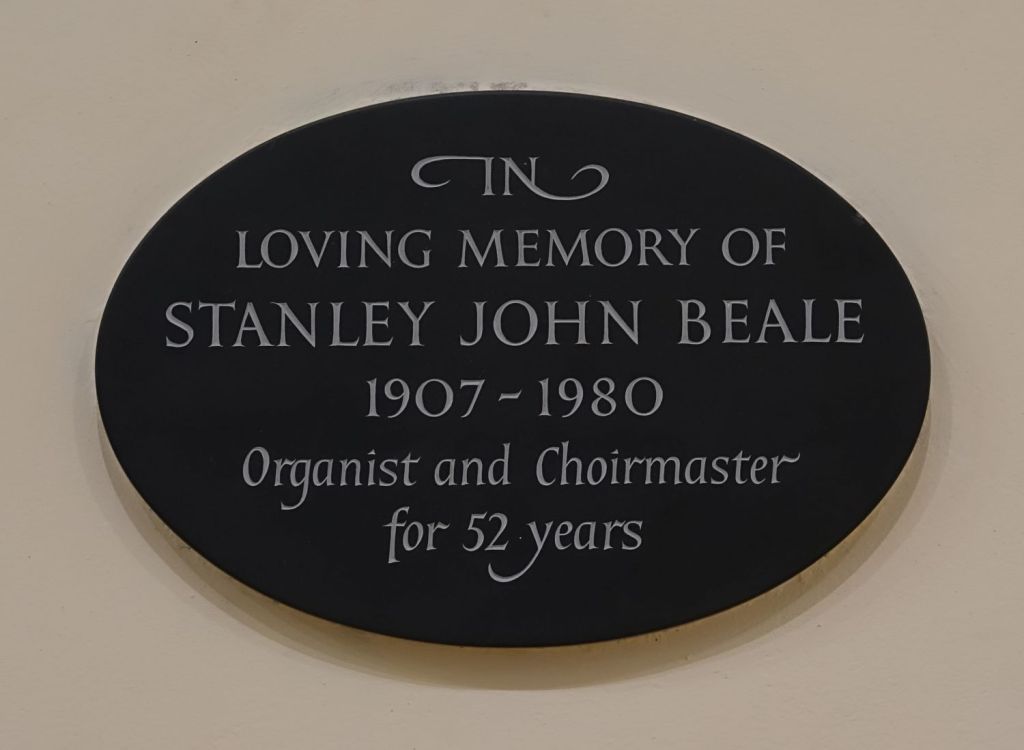 IN
LOVING MEMORY OF
STANLEY JOHN BEALE
1907 - 1980
Organist and Choirmaster
for 52 years